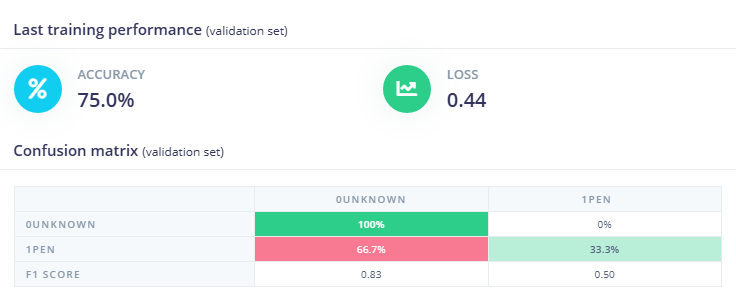 Last training performance (validation set)
% ACCURACY LOSS
75.0% 0.44
Confusion matrix (validation set)
0UNKNOWN 1PEN
0UNKNOWN 100% 0%
1PEN 66.7% 33.3%
F1 SCORE 0.83 0.50